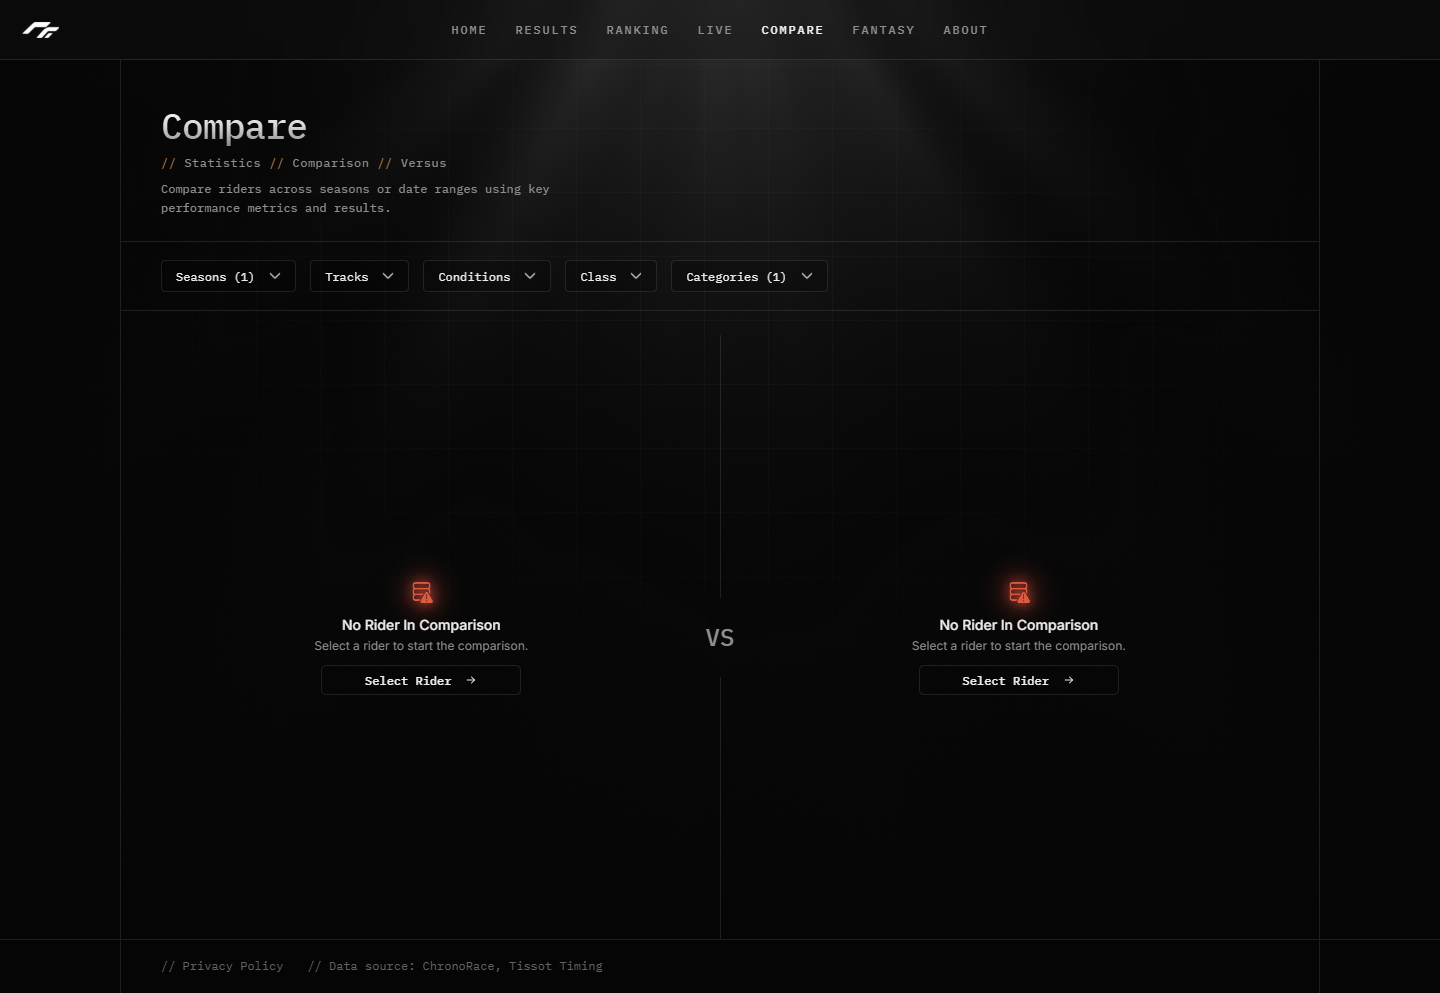 HOME RESULTS RANKING LIVE COMPARE FANTASY ABOUT
Compare
// Statistics // Comparison // Versus
Compare riders across seasons or date ranges using key
performance metrics and results.
Seasons (1) Tracks Conditions Class Categories (1)
No Rider In Comparison
Select a rider to start the comparison.
Select Rider →
VS
No Rider In Comparison
Select a rider to start the comparison.
Select Rider →
// Privacy Policy // Data source: ChronoRace, Tissot Timing